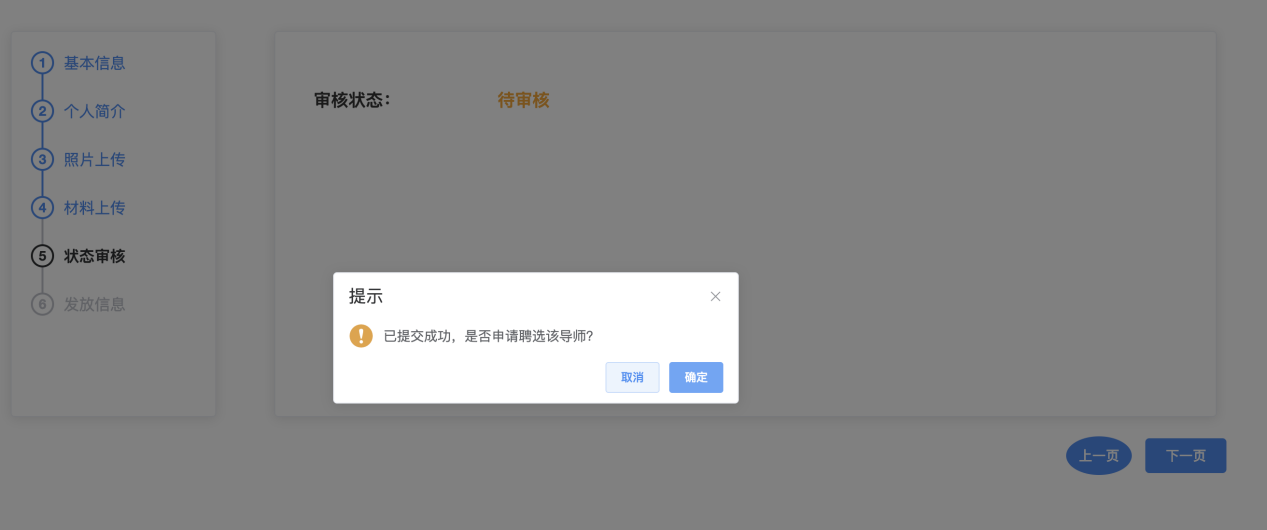 1 基本信息
2 个人简介
3 照片上传
4 材料上传
5 状态审核
6 发放信息
审核状态： 待审核
提示
已提交成功，是否申请聘选该导师?
取消 确定
上一页 下一页